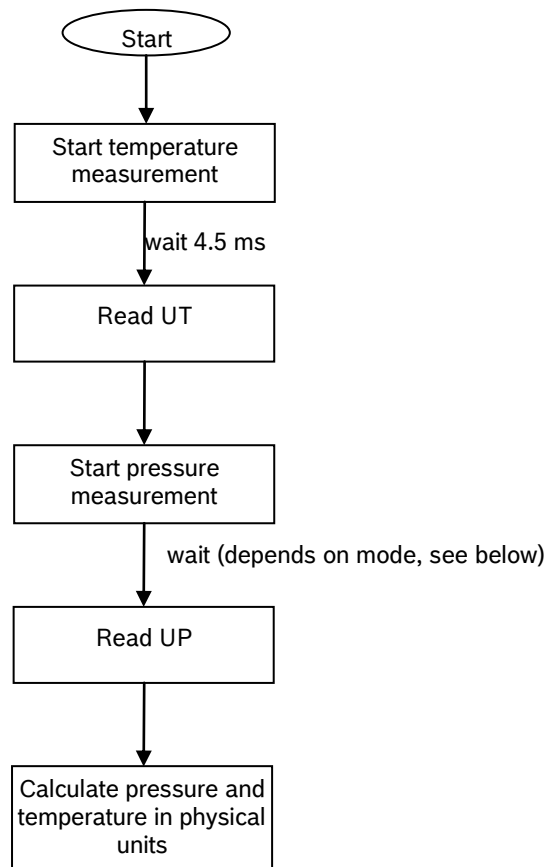 Start
Start temperature
measurement
wait 4.5 ms
Read UT
Start pressure
measurement
wait (depends on mode, see below)
Read UP
Calculate pressure and
temperature in physical
units